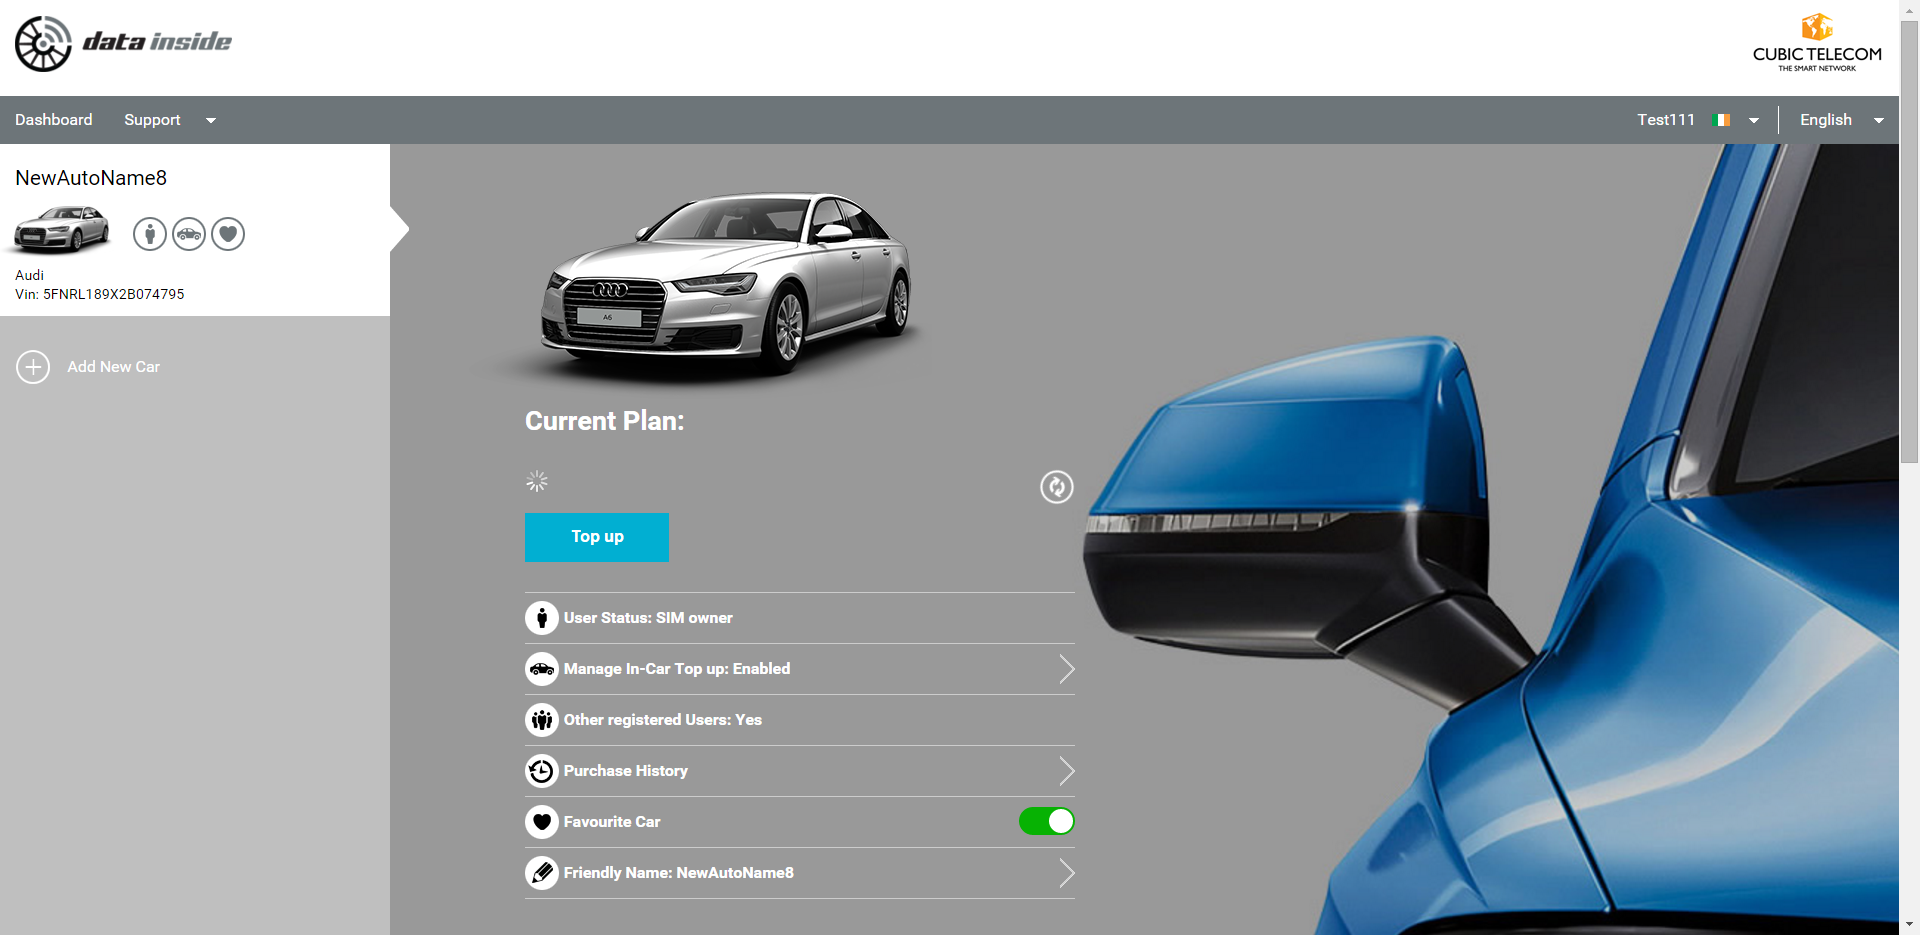 data inside
CUBIC TELECOM
THE SMART NETWORK
Dashboard
Support
Test111
English
NewAutoName8
Audi
Vin: 5FNRL189X2B074795
Add New Car
A6
Current Plan:
Top up
User Status: SIM owner
Manage In-Car Top up: Enabled
Other registered Users: Yes
Purchase History
Favourite Car
Friendly Name: NewAutoName8